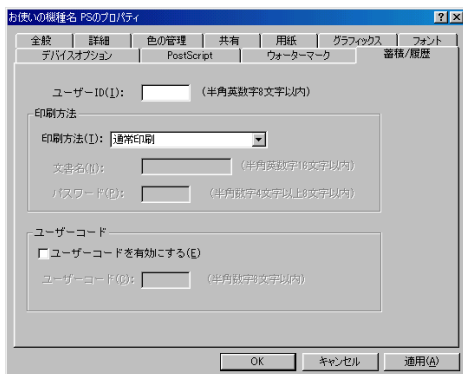 お使いの機種名 PSのプロパティ
全般 詳細 色の管理 共有 用紙 グラフィックス フォント
デバイスオプション PostScript ウォーターマーク 蓄積/履歴
ユーザーID(I): (半角英数字8文字以内)
印刷方法
印刷方法(T): 通常印刷
文書名(N): (半角英数字16文字以内)
パスワード(P): (半角数字4文字以上8文字以内)
ユーザーコード
ユーザーコードを有効にする(E)
ユーザーコード(C): (半角数字8文字以内)
OK キャンセル 適用(A)